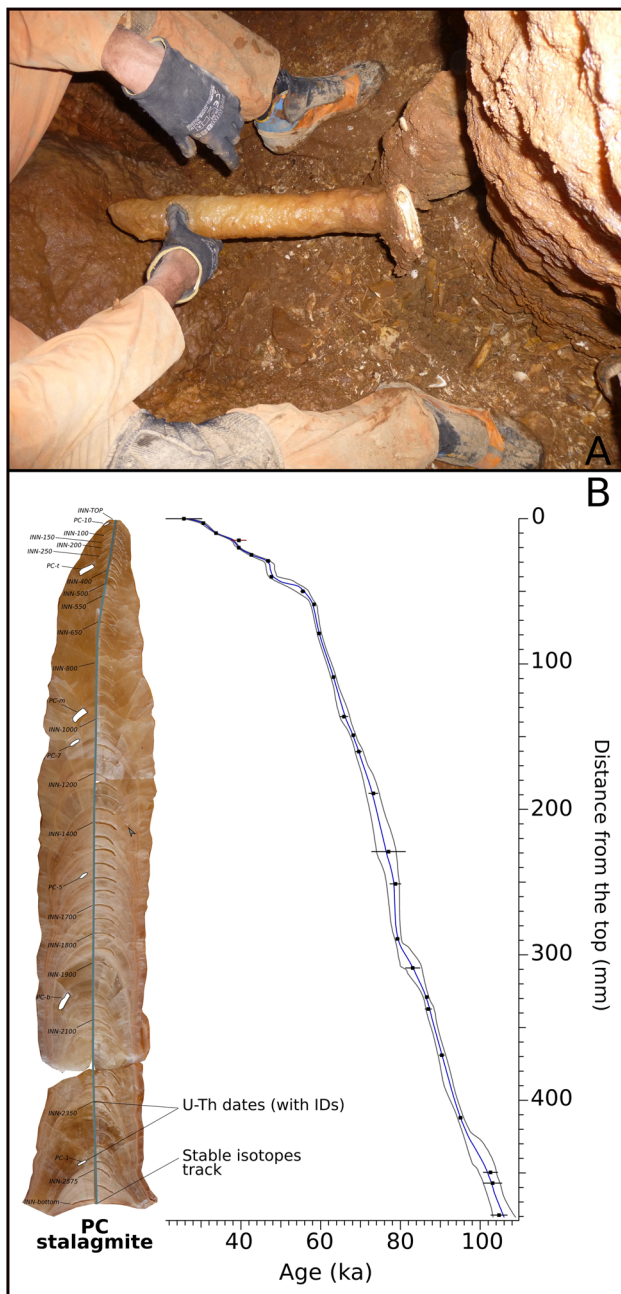 A
B
INN-TOP
PC-10
INN-100
INN-150
INN-200
INN-250
PC-t
INN-400
INN-500
INN-550
INN-650
INN-800
PC-m
INN-1000
PC-7
INN-1200
INN-1400
PC-5
INN-1700
INN-1800
INN-1900
PC-b
INN-2100
INN-2350
PC-1
INN-2575
INN-bottom
U-Th dates (with IDs)
Stable isotopes
track
PC
stalagmite
0
100
200
300
400
Distance from the top (mm)
40
60
80
100
Age (ka)